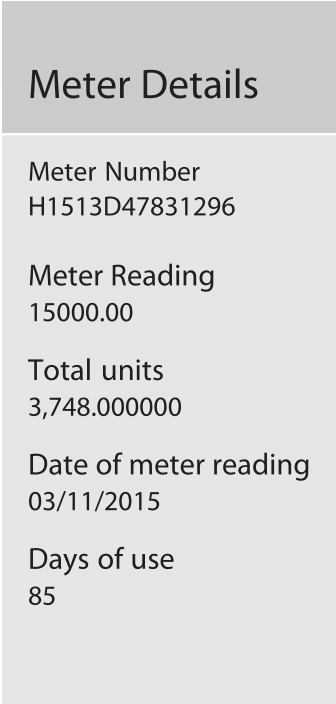 Meter Details
Meter Number
H1513D47831296
Meter Reading
15000.00
Total units
3,748.000000
Date of meter reading
03/11/2015
Days of use
85